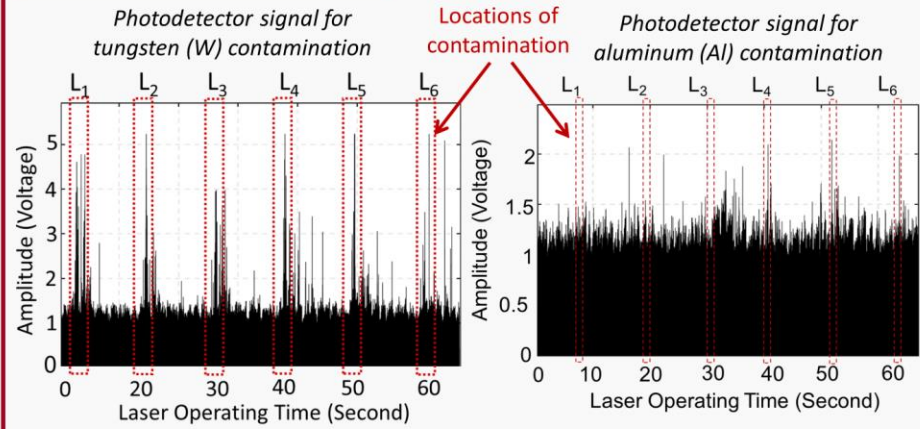 Photodetector signal for
tungsten (W) contamination
Locations of
contamination
Photodetector signal for
aluminum (Al) contamination
L1 L2 L3 L4 L5 L6
Amplitude (Voltage)
5
4
3
2
1
0
0 20 30 40 50 60
Laser Operating Time (Second)
L1 L2 L3 L4 L5 L6
Amplitude (Voltage)
2
1.5
1
0.5
0
0 10 20 30 40 50 60
Laser Operating Time (Second)